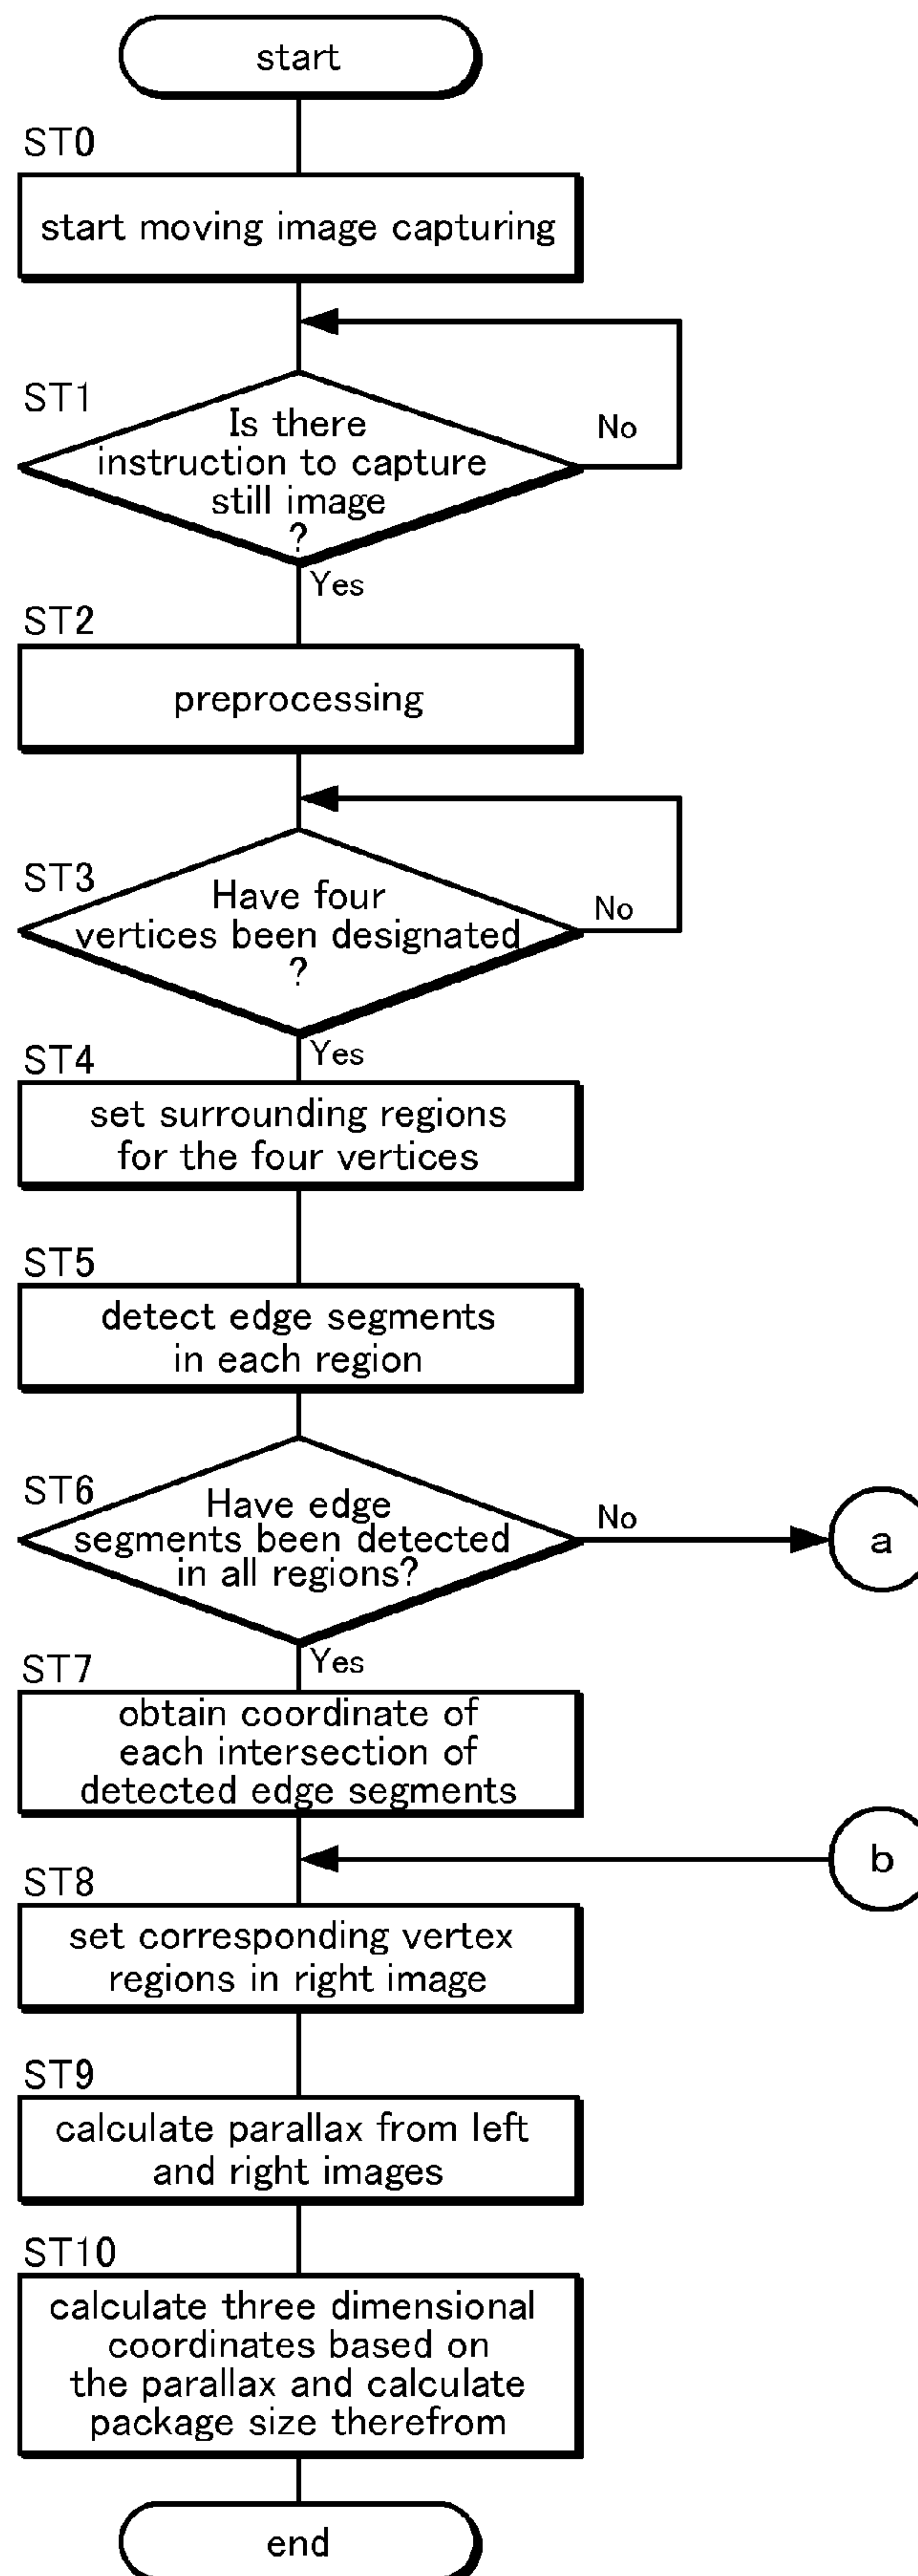 start
ST0
start moving image capturing
ST1
Is there
instruction to capture
still image
?
No
Yes
ST2
preprocessing
ST3
Have four
vertices been designated
?
No
Yes
ST4
set surrounding regions
for the four vertices
ST5
detect edge segments
in each region
ST6
Have edge
segments been detected
in all regions?
No
a
Yes
ST7
obtain coordinate of
each intersection of
detected edge segments
b
ST8
set corresponding vertex
regions in right image
ST9
calculate parallax from left
and right images
ST10
calculate three dimensional
coordinates based on
the parallax and calculate
package size therefrom
end